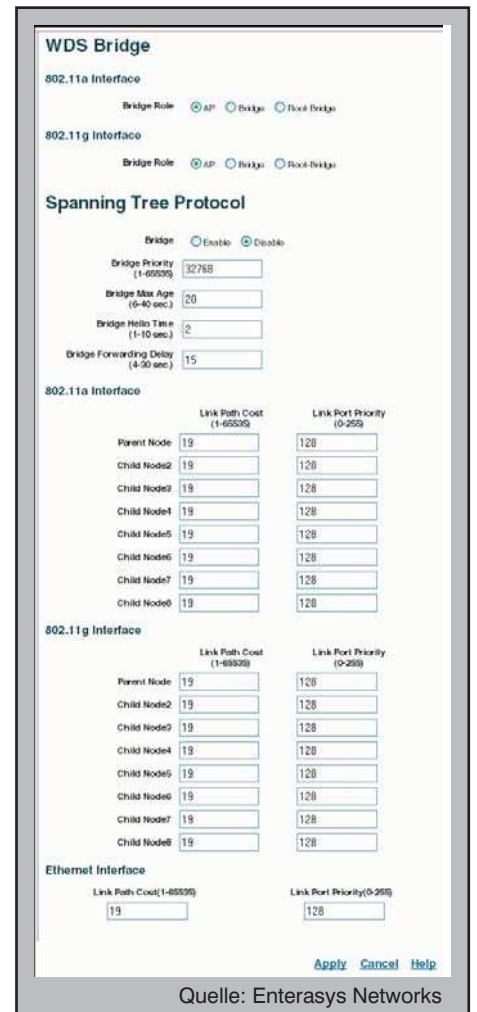 WDS Bridge
802.11a Interface
Bridge Role AP Bridge Root-Bridge
802.11g Interface
Bridge Role AP Bridge Root-Bridge
Spanning Tree Protocol
Bridge Enable Disable
Bridge Priority
(1-65535) 32768
Bridge Max Age
(6-40 sec.) 20
Bridge Hello Time
(1-10 sec.) 2
Bridge Forwarding Delay
(4-30 sec.) 15
802.11a Interface
Link Path Cost Link Port Priority
(1-65535) (0-255)
Parent Node 19 128
Child Node2 19 128
Child Node3 19 128
Child Node4 19 128
Child Node5 19 128
Child Node6 19 128
Child Node7 19 128
Child Node8 19 128
802.11g Interface
Link Path Cost Link Port Priority
(1-65535) (0-255)
Parent Node 19 128
Child Node2 19 128
Child Node3 19 128
Child Node4 19 128
Child Node5 19 128
Child Node6 19 128
Child Node7 19 128
Child Node8 19 128
Ethernet Interface
Link Path Cost(1-65535) Link Port Priority(0-255)
19 128
Apply Cancel Help
Quelle: Enterasys Networks